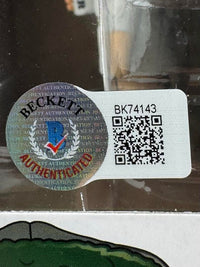 BECKETT
B
AUTHENTICATED
BK74143